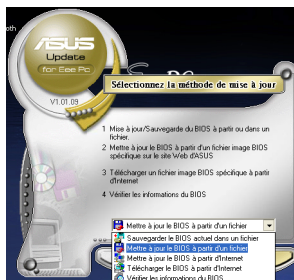 oth
ASUS
Update
for Eee Pc
V1.01.09
Sélectionnez la méthode de mise à jour
1 Mise à jour/Sauvegarde du BIOS à partir ou dans un
fichier.
2 Mettre à jour le BIOS à partir d'un fichier image BIOS
spécifique sur le site Web d'ASUS
3 Télécharger un fichier image BIOS spécifique à partir
d'Internet
4 Vérifier les informations du BIOS
Mettre à jour le BIOS à partir d'un fichier
Sauvegarder le BIOS actuel dans un fichier
Mettre à jour le BIOS à partir d'un fichier
Mettre à jour le BIOS à partir d'Internet
Télécharger le BIOS à partir d'Internet
Vérifier les informations du BIOS